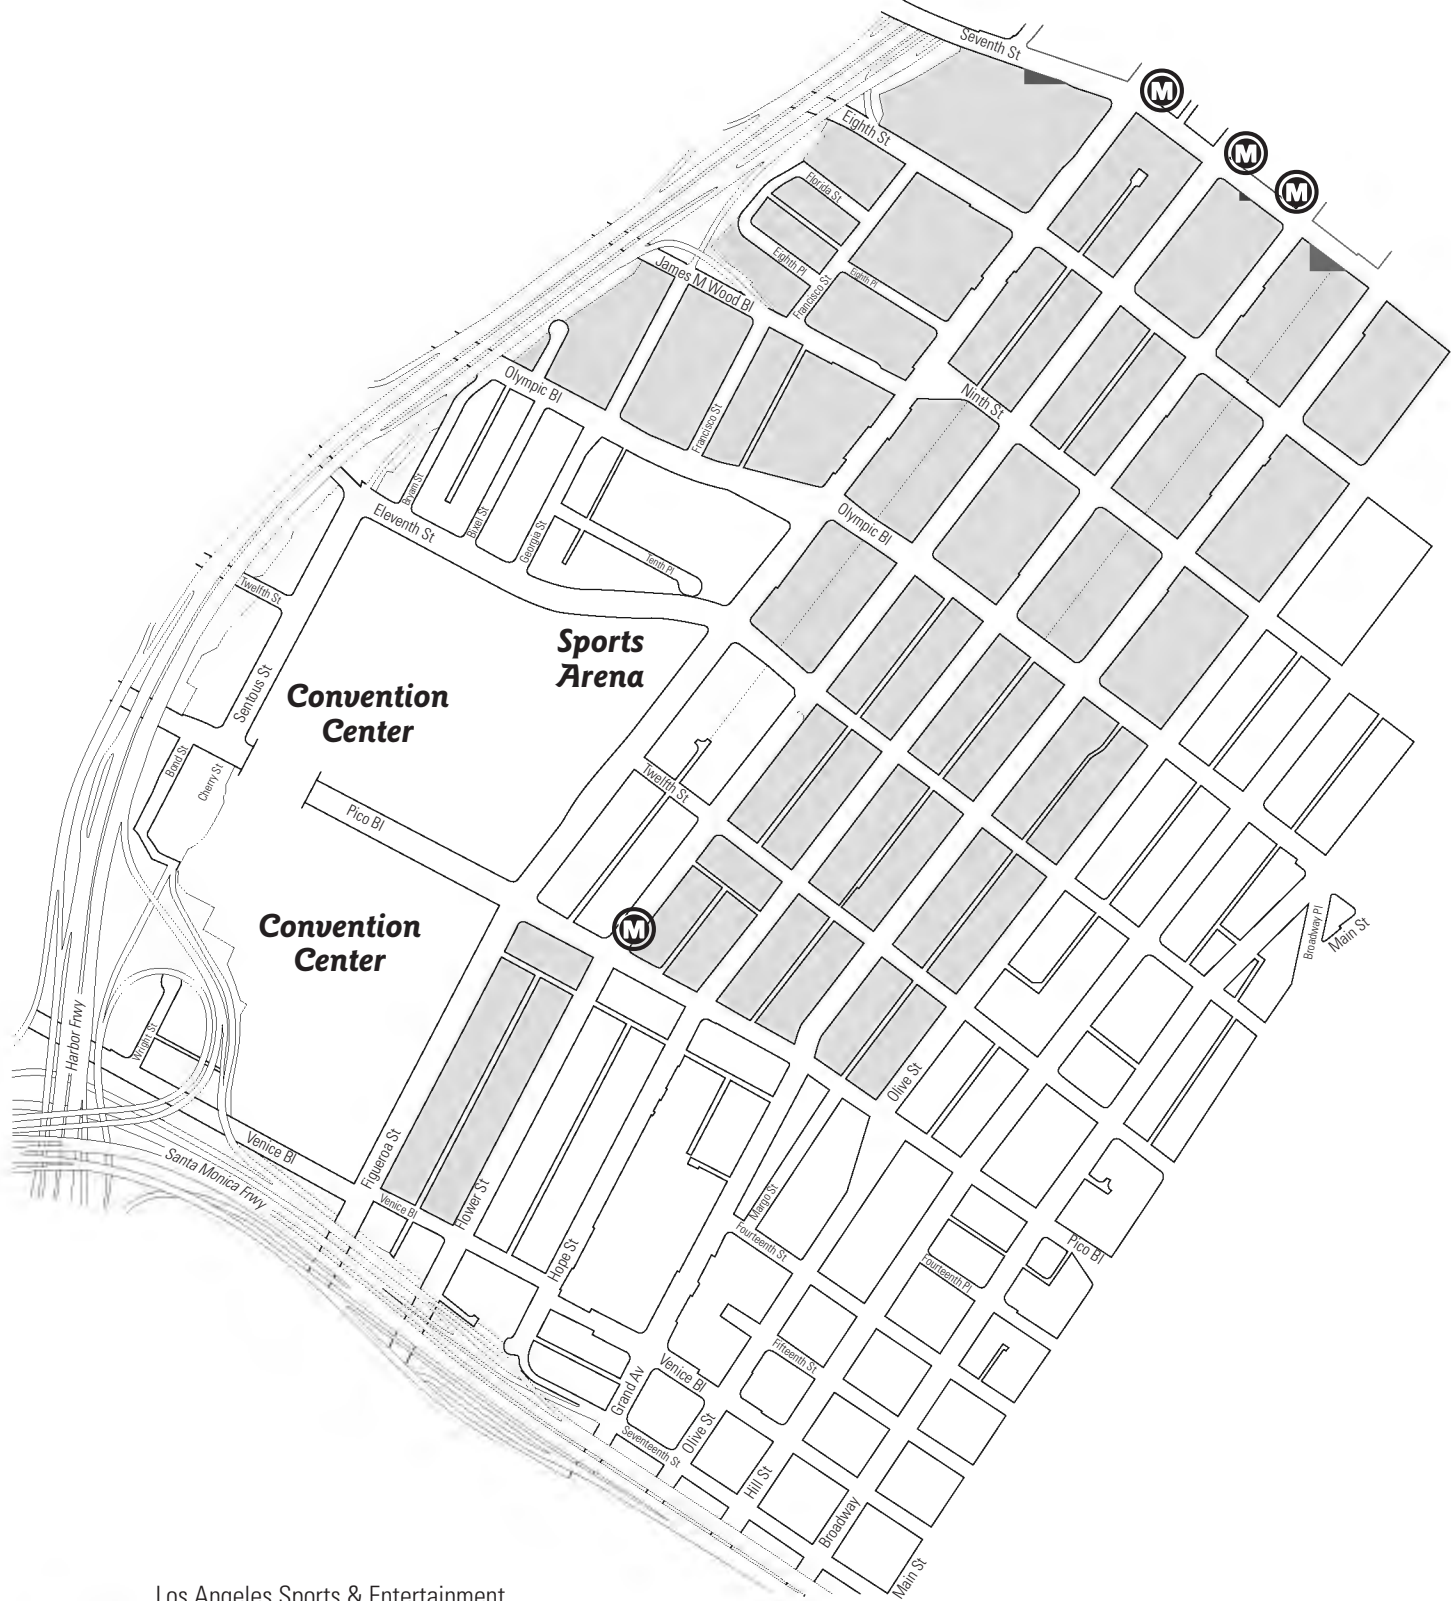 Seventh St
M
Eighth St
M
M
Florida St
Eighth Pl
Eighth Pl
James M Wood Bl
Francisco St
Olympic Bl
Ninth St
Francisco St
Bryam St
Olympic Bl
Eleventh St
Bixel St
Georgia St
Tenth Pl
Twelfth St
Sports
Arena
Sentous St
Convention
Center
Bond St
Cherry St
Twelfth St
Pico Bl
Broadway Pl
Main St
M
Convention
Center
Harbor Frwy
Wright St
Olive St
Venice Bl
Santa Monica Frwy
Figueroa St
Venice Bl
Flower St
Margo St
Fourteenth St
Pico Bl
Hope St
Fourteenth Pl
Fifteenth St
Venice Bl
Grand Av
Olive St
Seventeenth St
Hill St
Broadway
Main St
Los Angeles Sports & Entertainment